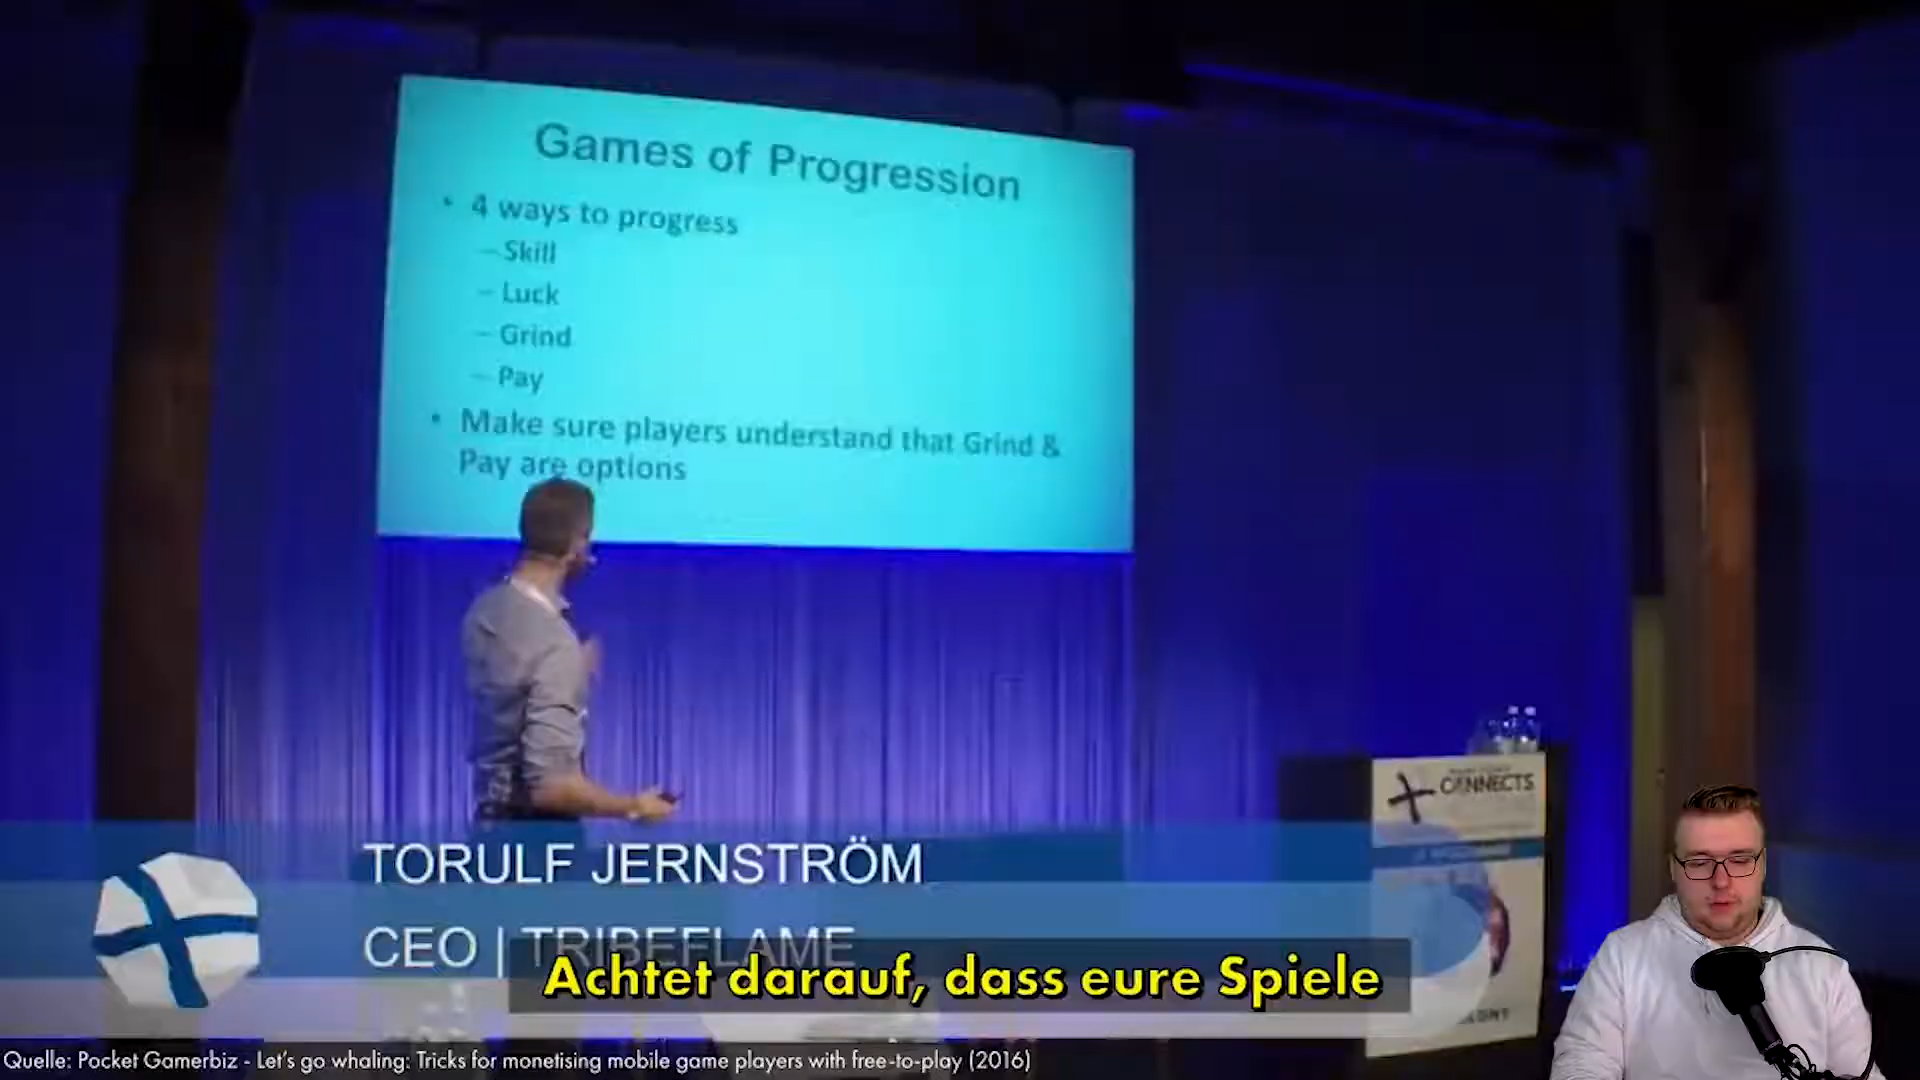 Games of Progression
• 4 ways to progress
– Skill
– Luck
– Grind
– Pay
• Make sure players understand that Grind &
Pay are options
CONNECTS
TORULF JERNSTRÖM
CEO | TRIBEFLAME
Achtet darauf, dass eure Spiele
Quelle: Pocket Gamerbiz - Let's go whaling: Tricks for monetising mobile game players with free-to-play (2016)